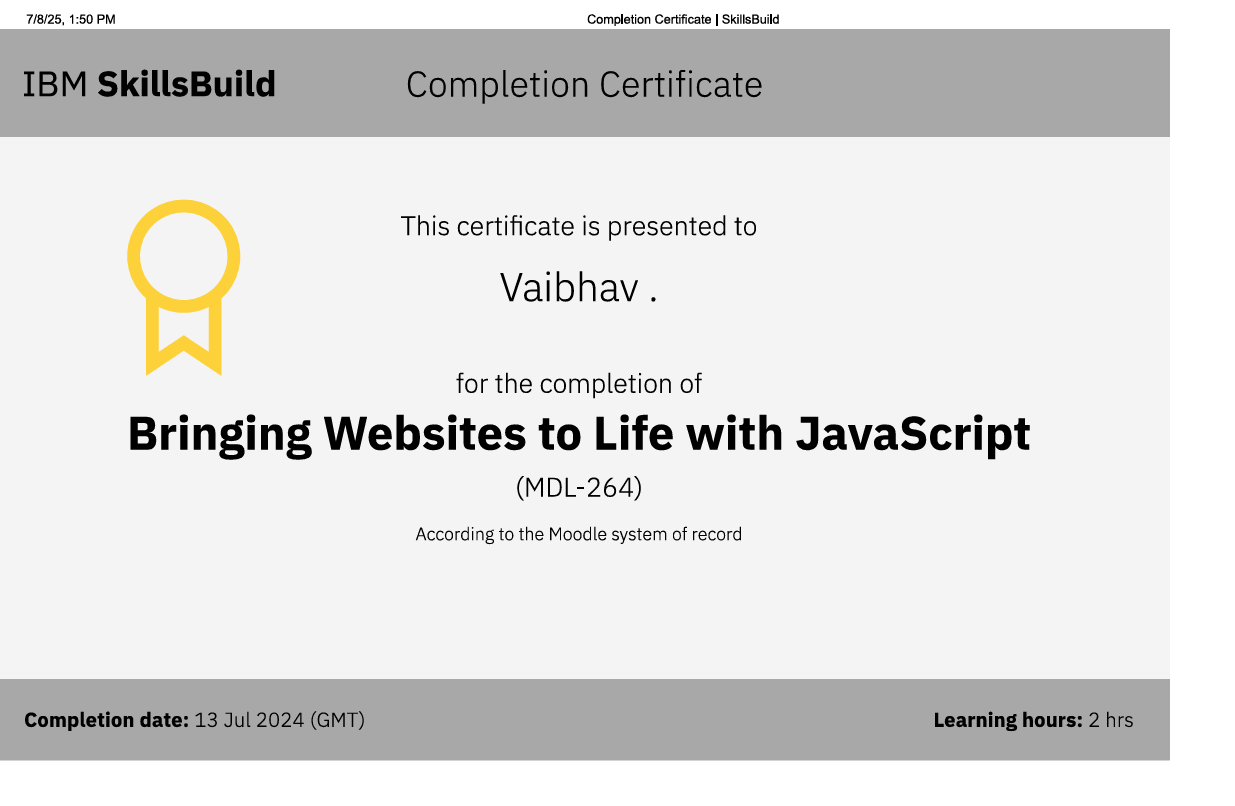 7/8/25, 1:50 PM Completion Certificate | SkillsBuild
IBM SkillsBuild Completion Certificate
This certificate is presented to
Vaibhav .
for the completion of
Bringing Websites to Life with JavaScript
(MDL-264)
According to the Moodle system of record
Completion date: 13 Jul 2024 (GMT) Learning hours: 2 hrs